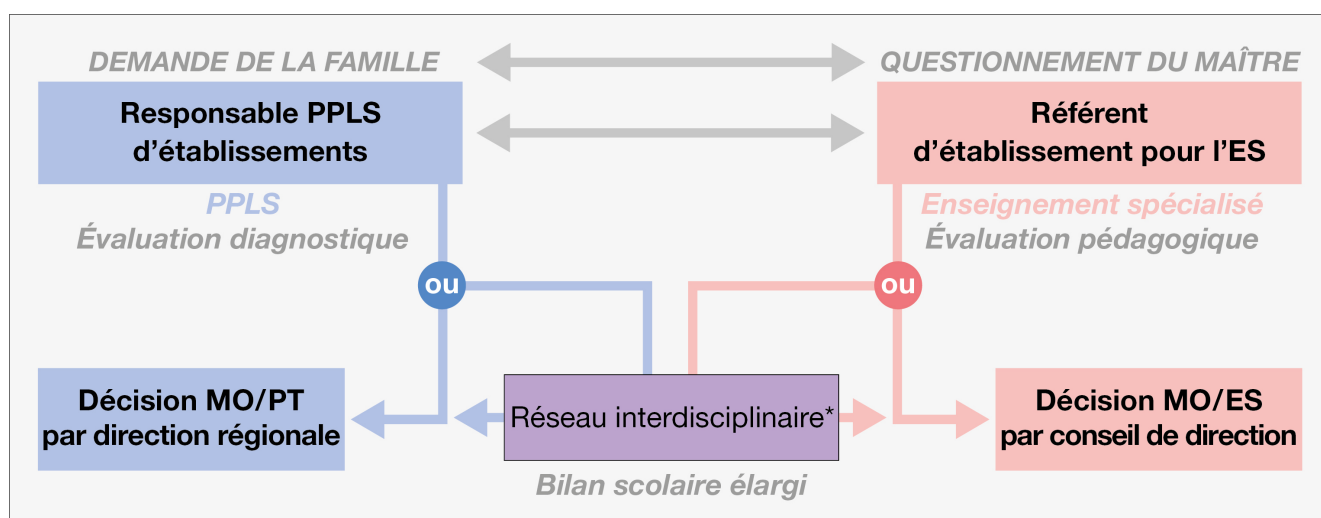 DEMANDE DE LA FAMILLE
QUESTIONNEMENT DU MAÎTRE
Responsable PPLS
d’établissements
Référent
d’établissement pour l’ES
PPLS
Évaluation diagnostique
Enseignement spécialisé
Évaluation pédagogique
ou
ou
Décision MO/PT
par direction régionale
Réseau interdisciplinaire*
Décision MO/ES
par conseil de direction
Bilan scolaire élargi